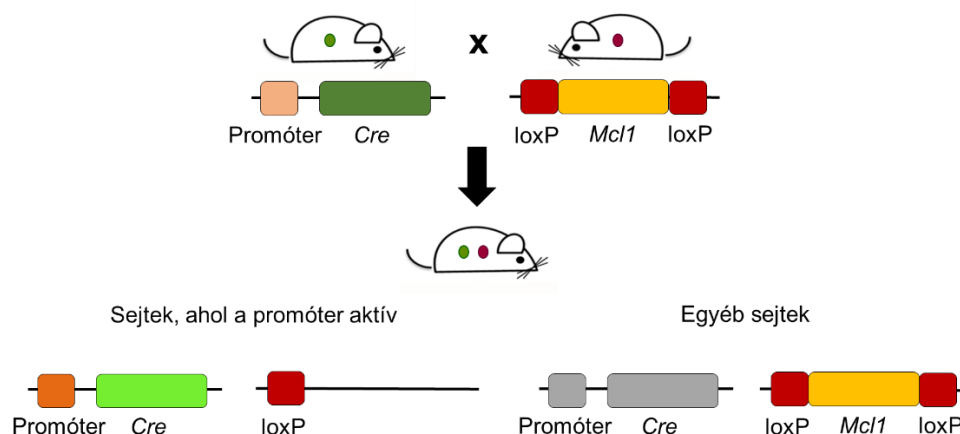 x
Promóter Cre loxP Mcl1 loxP
Sejtek, ahol a promóter aktív Egyéb sejtek
Promóter Cre loxP Promóter Cre loxP Mcl1 loxP